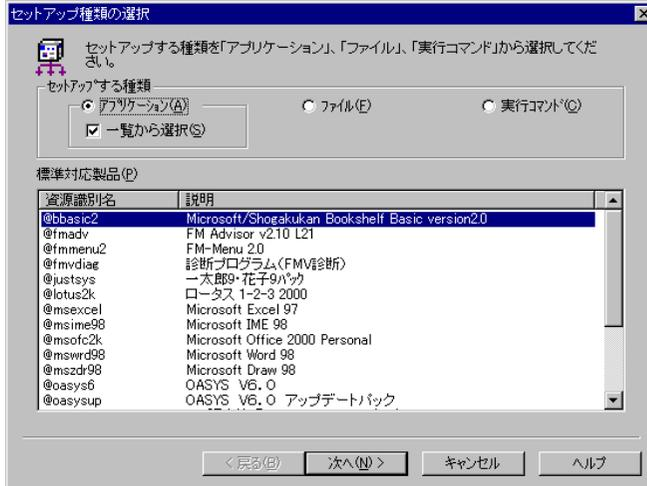 セットアップ種類の選択
セットアップする種類を「アプリケーション」、「ファイル」、「実行コマンド」から選択してくだ
さい。
セットアップする種類
アプリケーション(A)
ファイル(F)
実行コマンド(C)
一覧から選択(S)
標準対応製品(P)
資源識別名 説明
@bbasic2 Microsoft/Shogakukan Bookshelf Basic version2.0
@fmadv FM Advisor v2.10 L21
@fmmenu2 FM-Menu 2.0
@fmvdiag 診断プログラム(FMV診断)
@justsys 一太郎9・花子9パック
@lotus2k ロータス 1-2-3 2000
@msexcel Microsoft Excel 97
@msime98 Microsoft IME 98
@msofc2k Microsoft Office 2000 Personal
@mswrd98 Microsoft Word 98
@mszdr98 Microsoft Draw 98
@oasys6 OASYS V6.0
@oasysup OASYS V6.0 アップデートパック
< 戻る(B) 次へ(N) > キャンセル ヘルプ